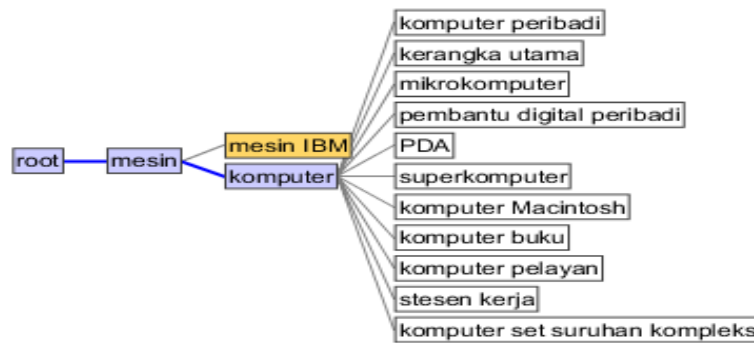 root
mesin
mesin IBM
komputer
komputer peribadi
kerangka utama
mikrokomputer
pembantu digital peribadi
PDA
superkomputer
komputer Macintosh
komputer buku
komputer pelayan
stesen kerja
komputer set suruhan kompleks